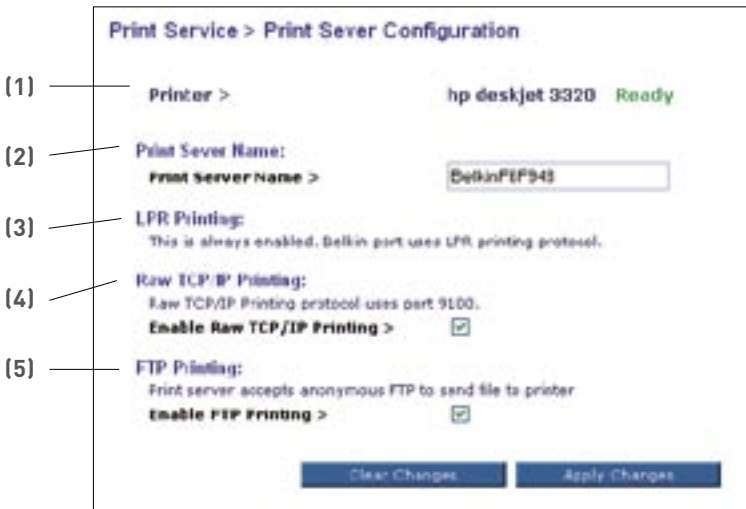 Print Service > Print Sever Configuration
(1) Printer > hp deskjet 3320 Ready
(2) Print Sever Name:
Print Server Name >
(3) LPR Printing:
This is always enabled. Belkin port uses LPR printing protocol.
(4) Raw TCP/IP Printing:
Raw TCP/IP Printing protocol uses port 9100.
Enable Raw TCP/IP Printing >
(5) FTP Printing:
Print server accepts anonymous FTP to send file to printer
Enable FTP Printing >
Clear Changes Apply Changes